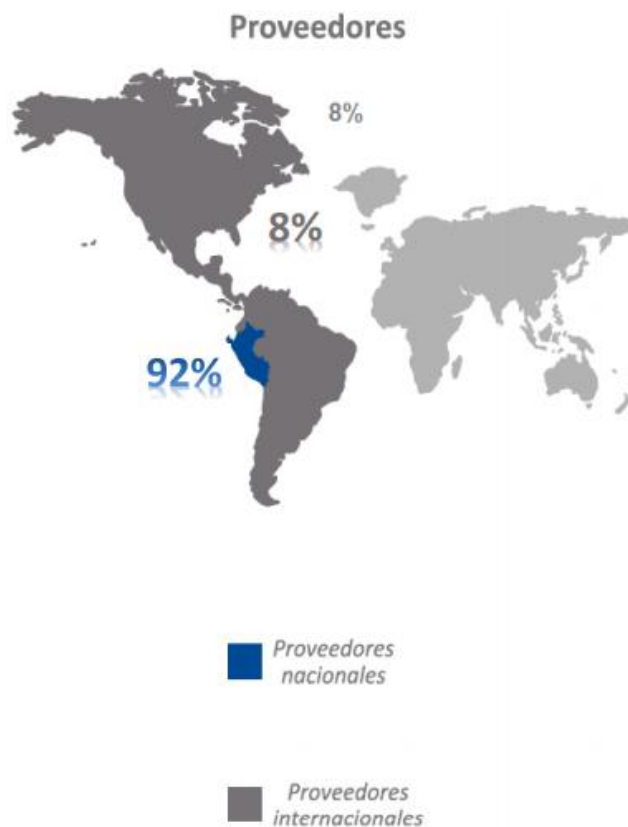 Proveedores
8%
8%
92%
Proveedores
nacionales
Proveedores
internacionales